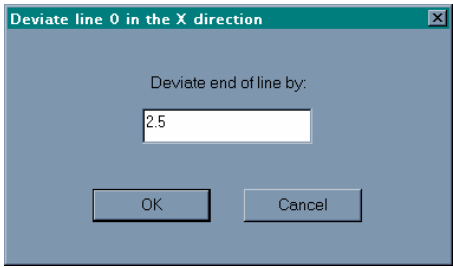 Deviate line 0 in the X direction
Deviate end of line by:
2.5
OK
Cancel